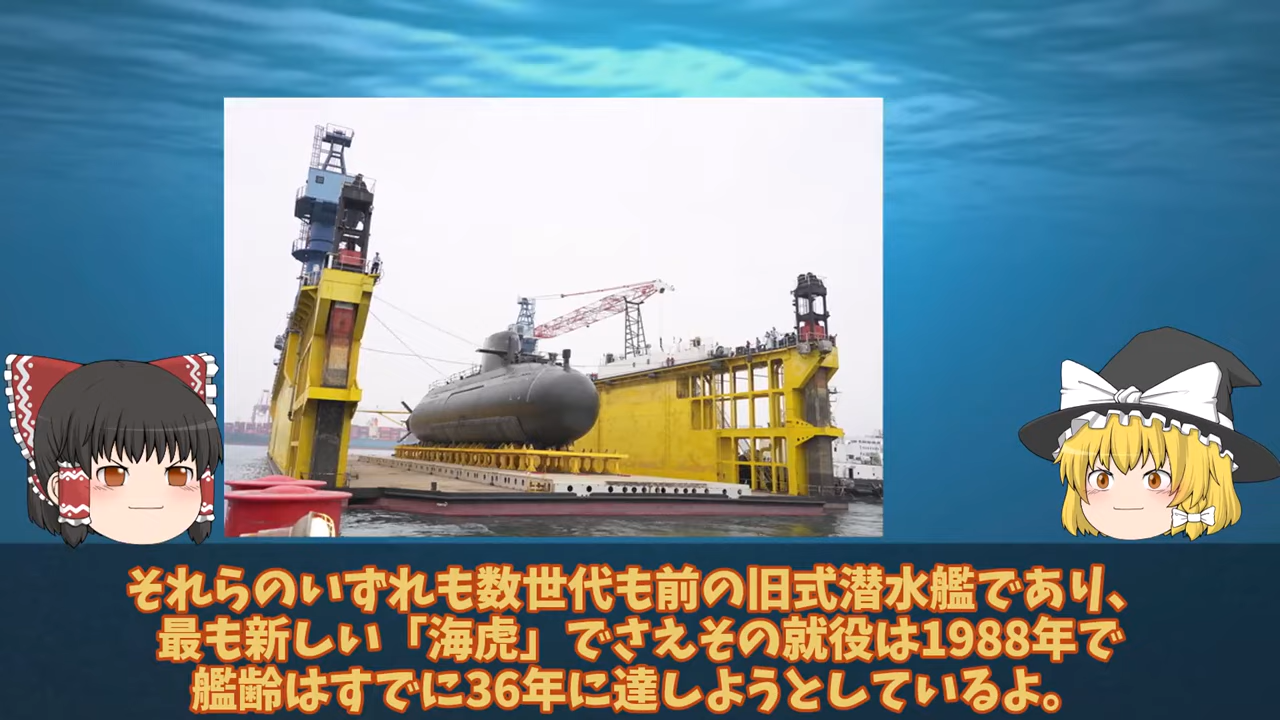 それらのいずれも数世代も前の旧式潜水艦であり、
最も新しい「海虎」でさえその就役は1988年で
艦齢はすでに36年に達しようとしているよ。